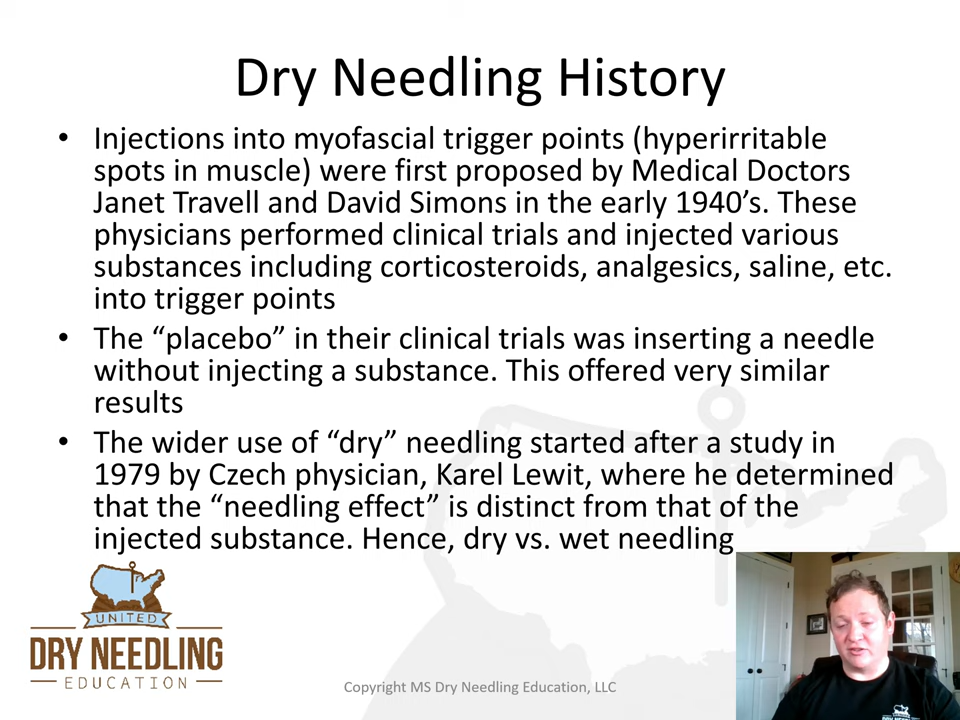 Dry Needling History
• Injections into myofascial trigger points (hyperirritable
spots in muscle) were first proposed by Medical Doctors
Janet Travell and David Simons in the early 1940’s. These
physicians performed clinical trials and injected various
substances including corticosteroids, analgesics, saline, etc.
into trigger points
• The “placebo” in their clinical trials was inserting a needle
without injecting a substance. This offered very similar
results
• The wider use of “dry” needling started after a study in
1979 by Czech physician, Karel Lewit, where he determined
that the “needling effect” is distinct from that of the
injected substance. Hence, dry vs. wet needling
UNITED
DRY NEEDLING
EDUCATION
Copyright MS Dry Needling Education, LLC